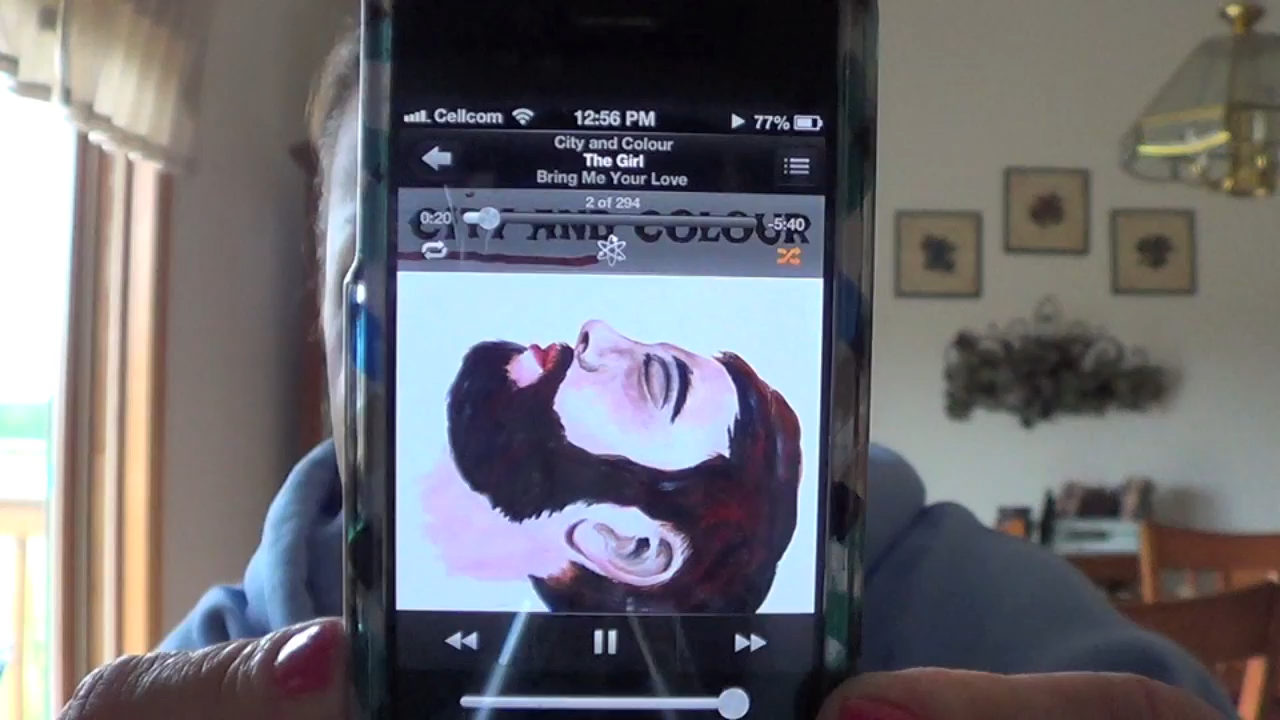 Cellcom 12:56 PM 77%
City and Colour
The Girl
Bring Me Your Love
2 of 294
0:20 -5:40
CITY AND COLOUR